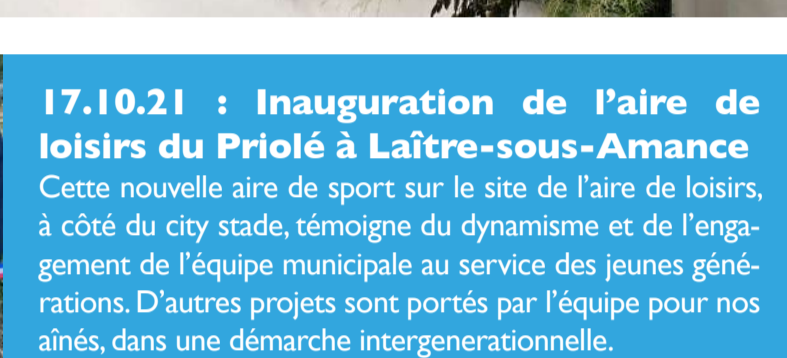 17.10.21 : Inauguration de l’aire de
loisirs du Priolé à Laître-sous-Amance
Cette nouvelle aire de sport sur le site de l’aire de loisirs,
à côté du city stade, témoigne du dynamisme et de l’enga-
gement de l’équipe municipale au service des jeunes géné-
rations. D’autres projets sont portés par l’équipe pour nos
aînés, dans une démarche intergenerationnelle.